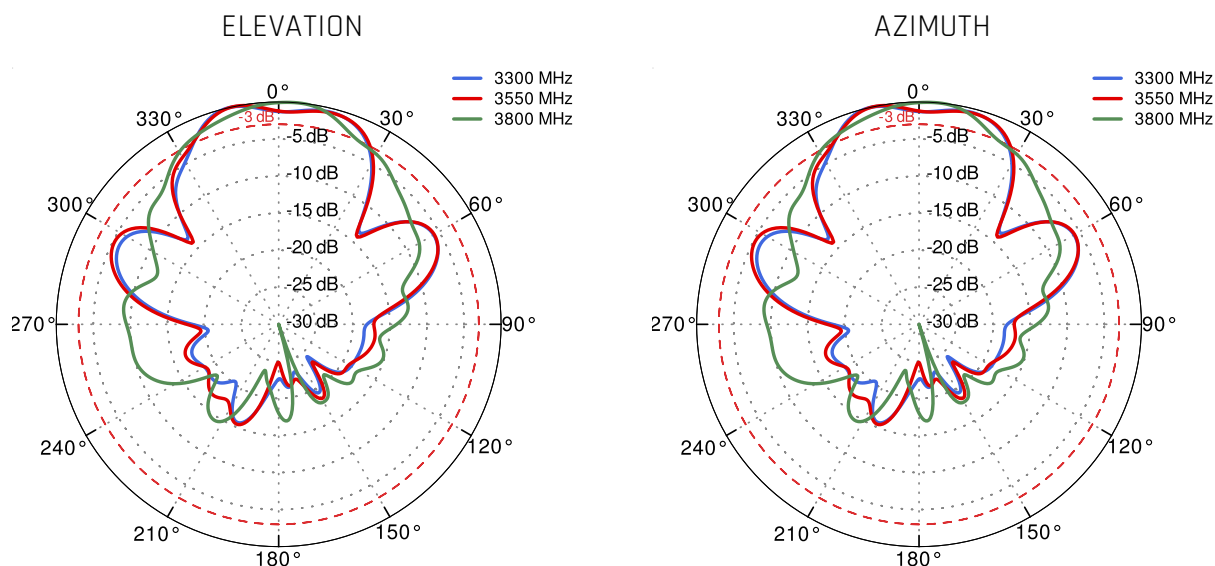 ELEVATION
3300 MHz
3550 MHz
3800 MHz
0°
30°
60°
90°
120°
150°
180°
210°
240°
270°
300°
330°
-3 dB
-5 dB
-10 dB
-15 dB
-20 dB
-25 dB
-30 dB
AZIMUTH
3300 MHz
3550 MHz
3800 MHz
0°
30°
60°
90°
120°
150°
180°
210°
240°
270°
300°
330°
-3 dB
-5 dB
-10 dB
-15 dB
-20 dB
-25 dB
-30 dB